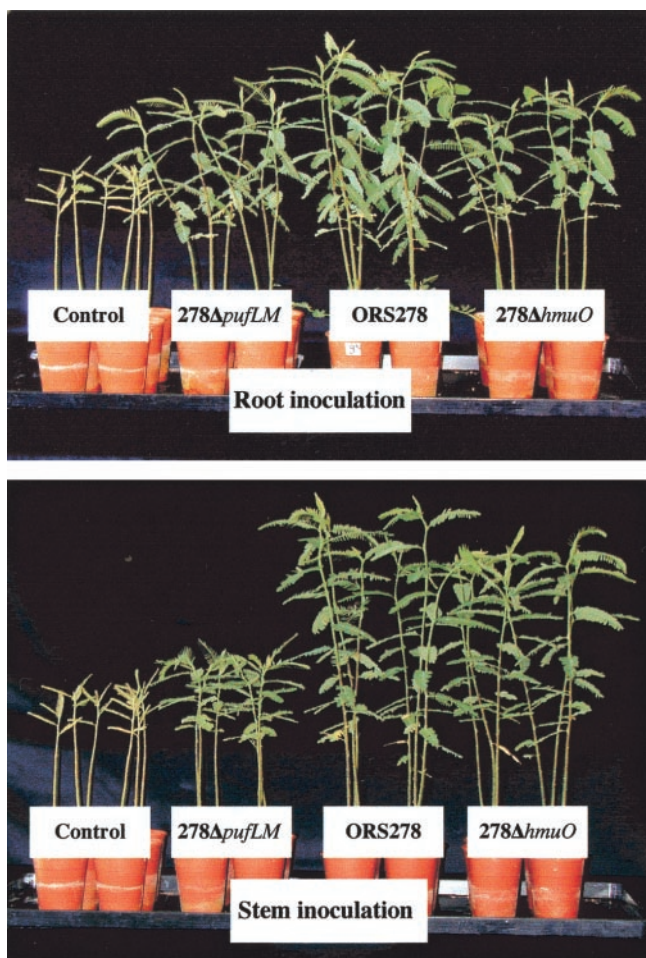 Control 278ΔpufLM ORS278 278ΔhmuO
Root inoculation
Control 278ΔpufLM ORS278 278ΔhmuO
Stem inoculation